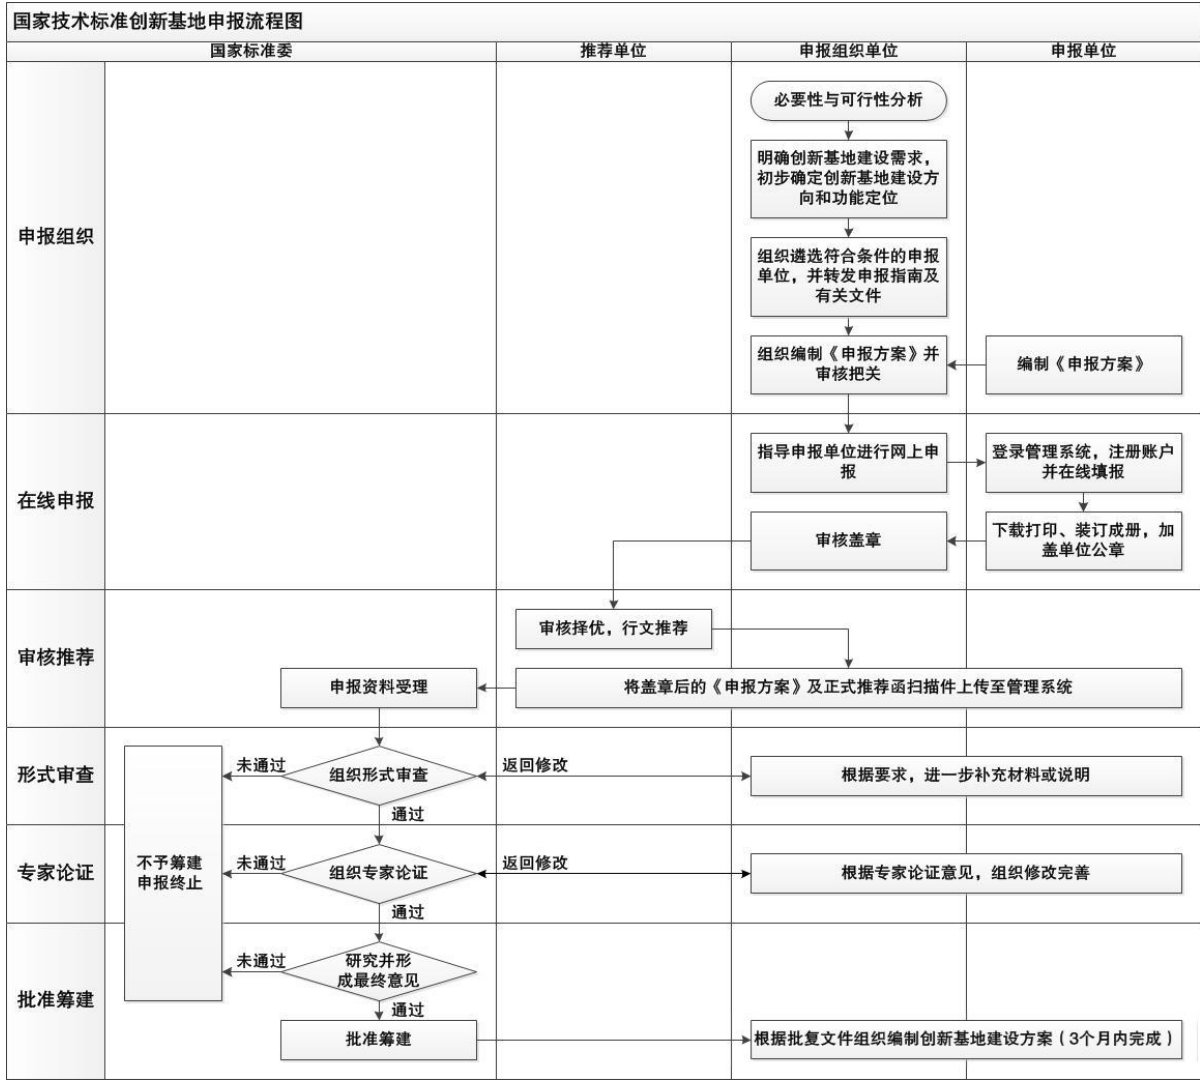 国家技术标准创新基地申报流程图
国家标准委
推荐单位
申报组织单位
申报单位
申报组织
必要性与可行性分析
明确创新基地建设需求，
初步确定创新基地建设方
向和功能定位
组织遴选符合条件的申报
单位，并转发申报指南及
有关文件
组织编制《申报方案》并
审核把关
编制《申报方案》
在线申报
指导申报单位进行网上申
报
登录管理系统，注册账户
并在线填报
下载打印、装订成册，加
盖单位公章
审核盖章
审核推荐
审核择优，行文推荐
将盖章后的《申报方案》及正式推荐函扫描件上传至管理系统
申报资料受理
形式审查
未通过
组织形式审查
返回修改
根据要求，进一步补充材料或说明
通过
专家论证
不予筹建
申报终止
未通过
组织专家论证
返回修改
根据专家论证意见，组织修改完善
通过
批准筹建
未通过
研究并形
成最终意见
通过
批准筹建
根据批复文件组织编制创新基地建设方案（3个月内完成）